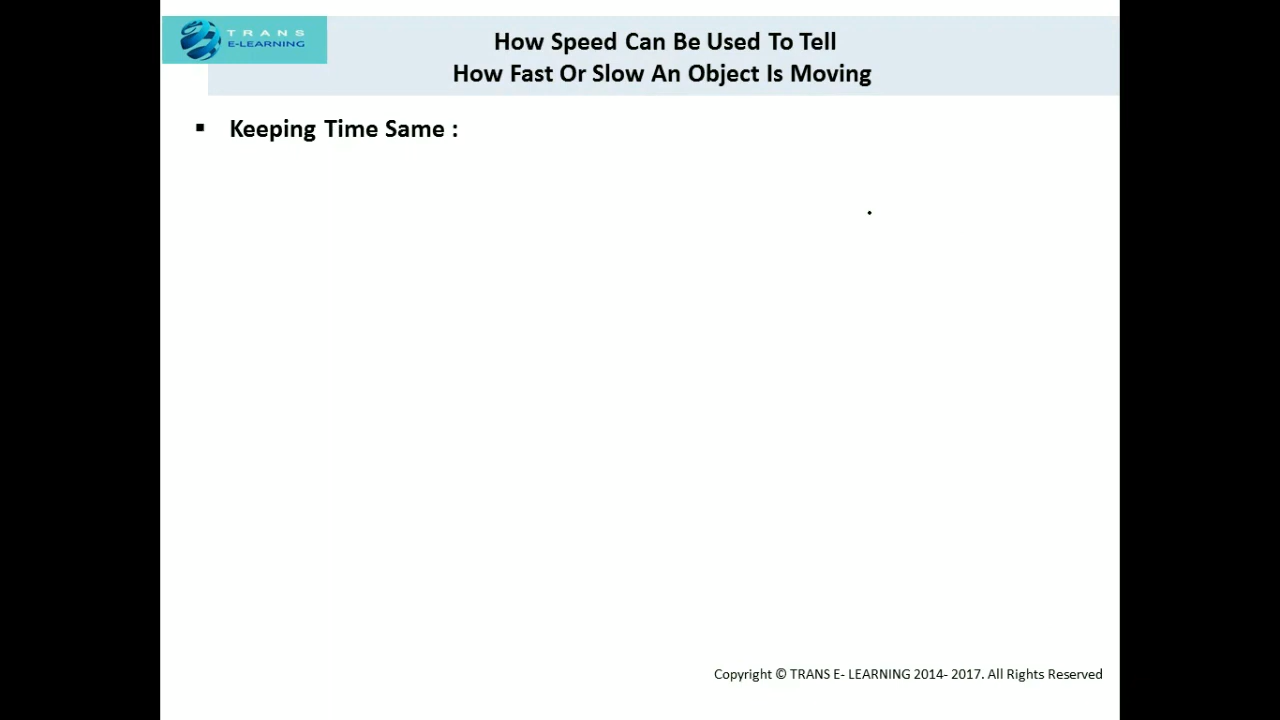 TRANS
E-LEARNING
How Speed Can Be Used To Tell
How Fast Or Slow An Object Is Moving
▪ Keeping Time Same :
Copyright © TRANS E- LEARNING 2014- 2017. All Rights Reserved